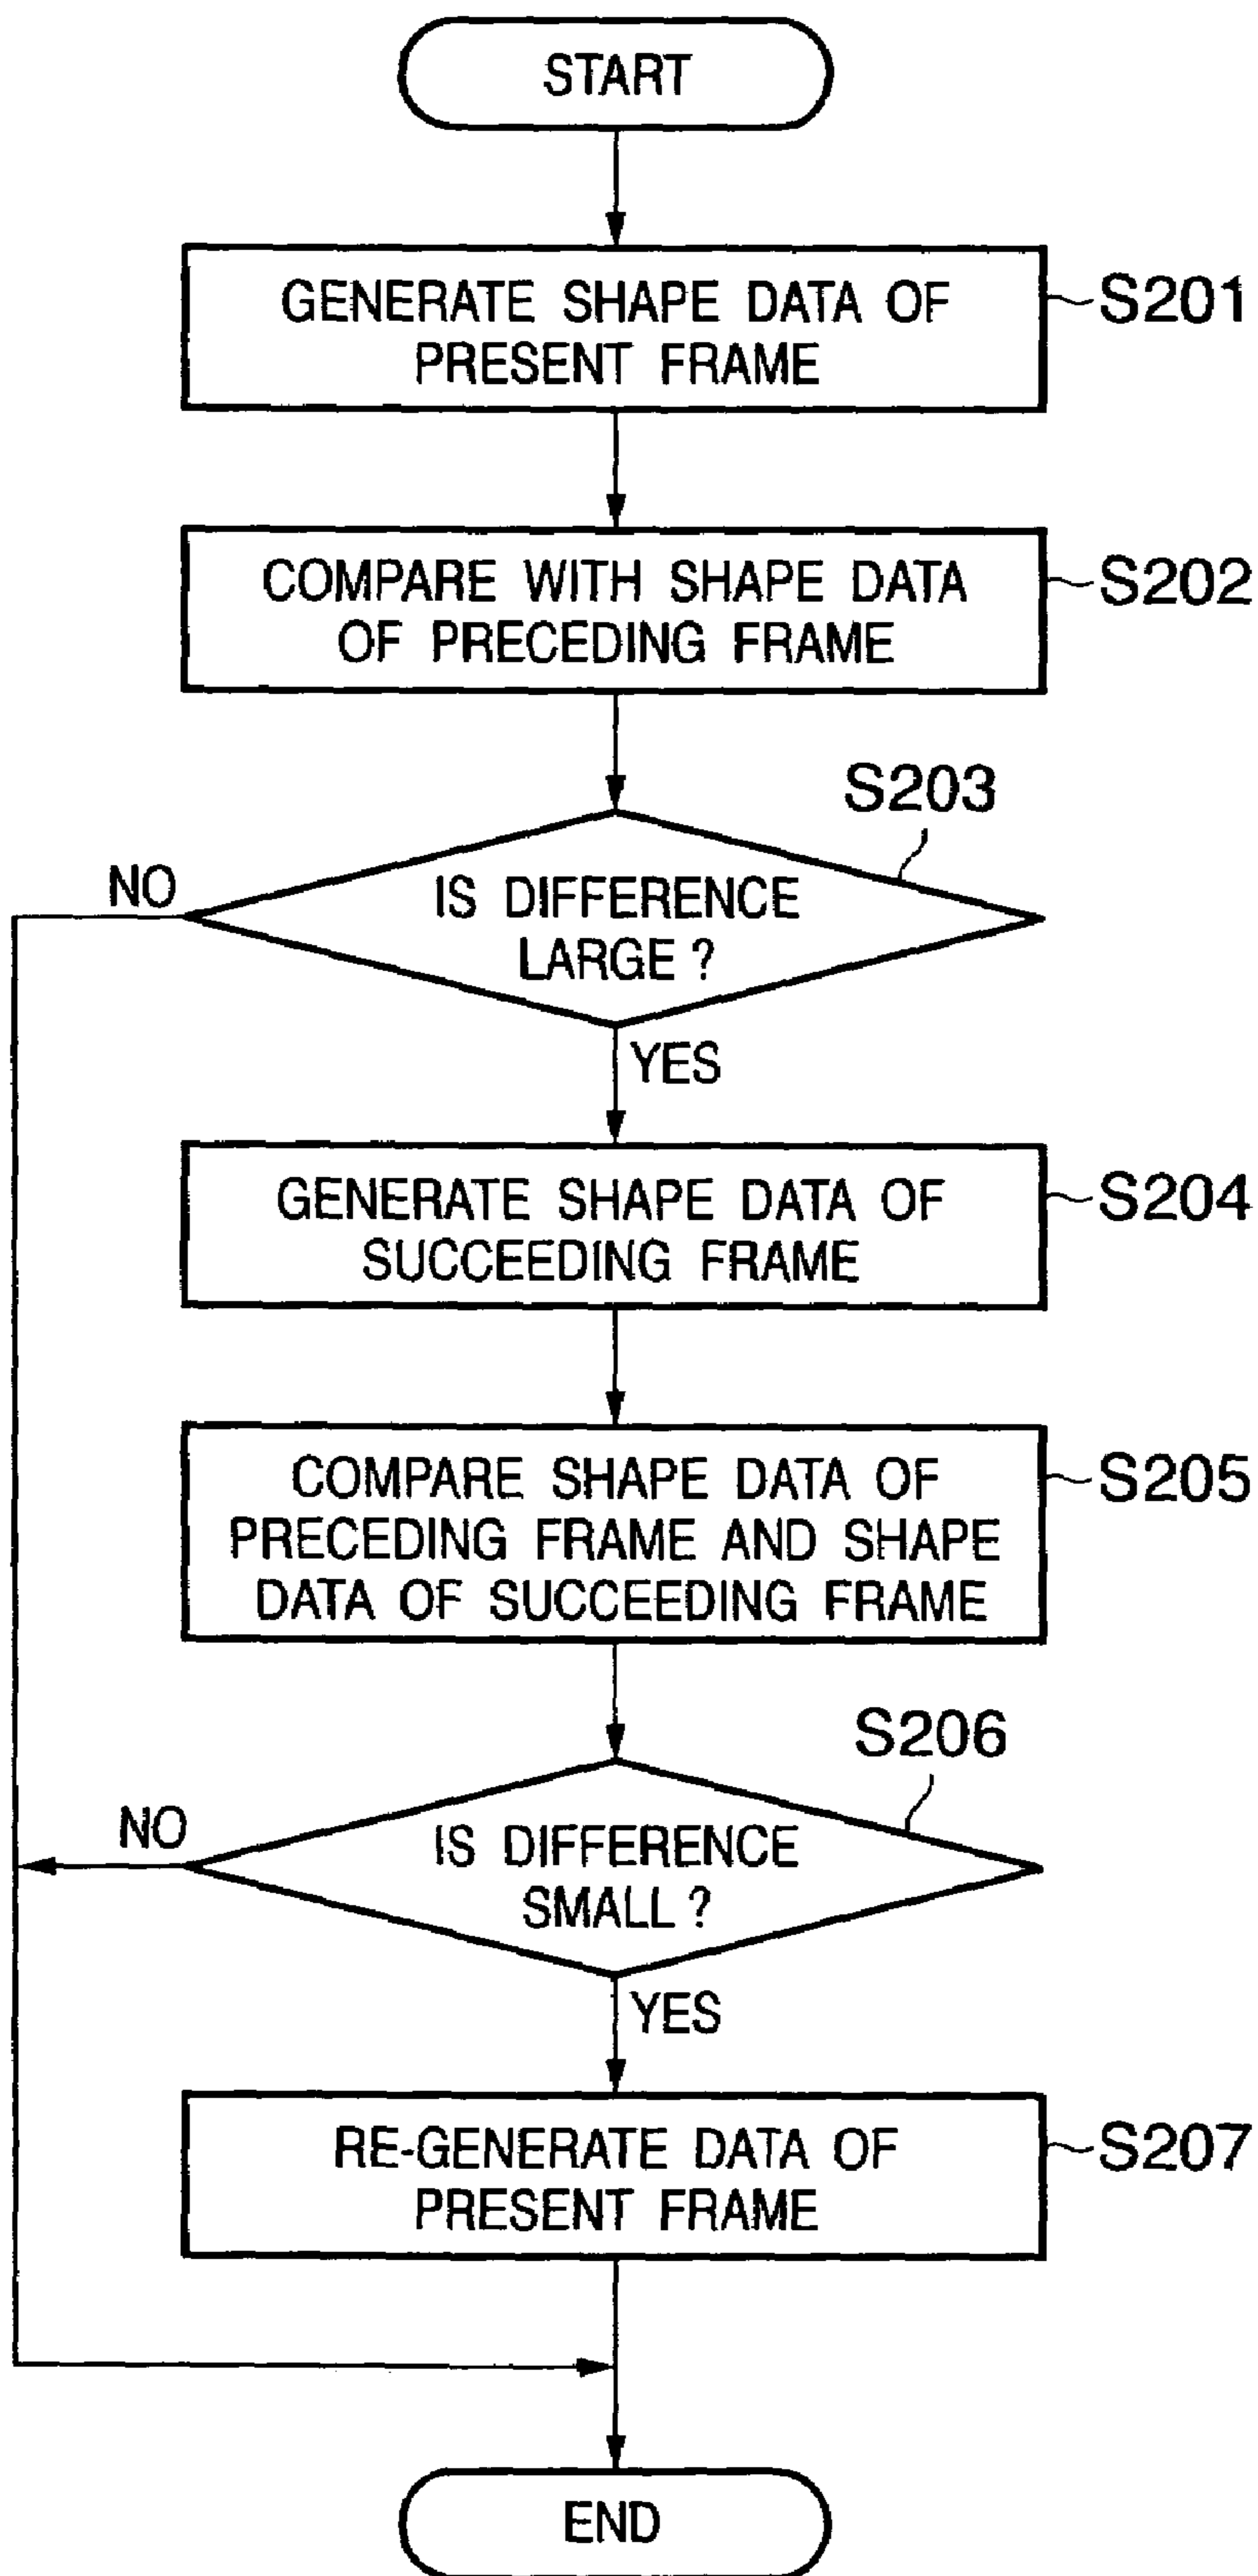 START
GENERATE SHAPE DATA OF
PRESENT FRAME
S201
COMPARE WITH SHAPE DATA
OF PRECEDING FRAME
S202
S203
NO
IS DIFFERENCE
LARGE ?
YES
GENERATE SHAPE DATA OF
SUCCEEDING FRAME
S204
COMPARE SHAPE DATA OF
PRECEDING FRAME AND SHAPE
DATA OF SUCCEEDING FRAME
S205
S206
NO
IS DIFFERENCE
SMALL ?
YES
RE-GENERATE DATA OF
PRESENT FRAME
S207
END